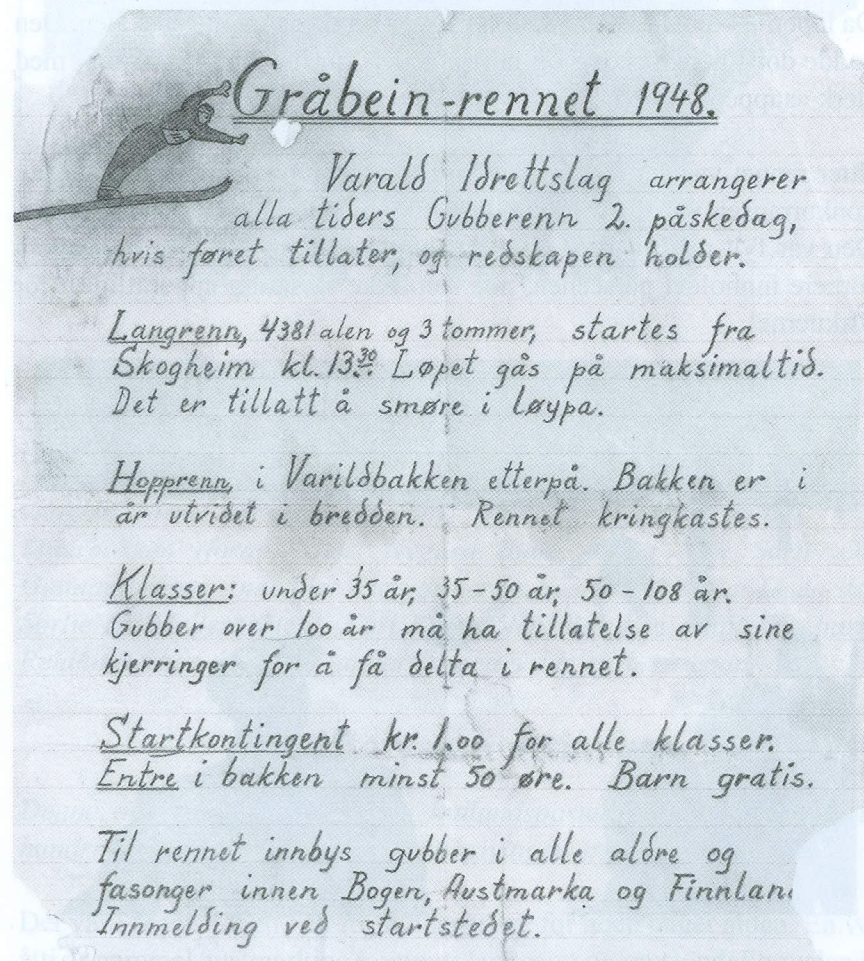 Gråbein-rennet 1948.
Varald Idrettslag arrangerer
alla tiders Gubberenn 2. påskedag,
hvis føret tillater, og redskapen holder.
Langrenn, 4381 alen og 3 tommer, startes fra
Skogheim kl. 13³⁰. Løpet gås på maksimaltid.
Det er tillatt å smøre i løypa.
Hopprenn, i Varildbakken etterpå. Bakken er i
år utvidet i bredden. Rennet kringkastes.
Klasser: under 35 år, 35-50 år, 50-108 år.
Gubber over 100 år må ha tillatelse av sine
kjerringer for å få delta i rennet.
Startkontingent kr. 1.00 for alle klasser.
Entre i bakken minst 50 øre. Barn gratis.
Til rennet innbys gubber i alle aldre og
fasonger innen Bogen, Austmarka og Finnlan
Innmelding ved startstedet.